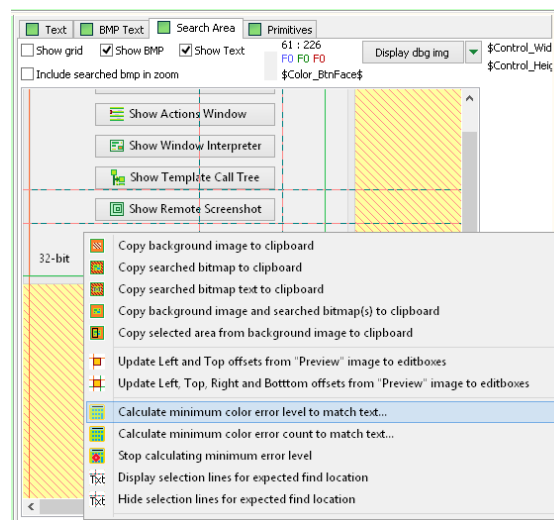 Text BMP Text Search Area Primitives
Show grid Show BMP Show Text 61 : 226 Display dbg img $Control_Wid
F0 F0 F0 $Control_Heig
Include searched bmp in zoom $Color_BtnFace$
Show Actions Window
Show Window Interpreter
Show Template Call Tree
Show Remote Screenshot
32-bit
Copy background image to clipboard
Copy searched bitmap to clipboard
Copy searched bitmap text to clipboard
Copy background image and searched bitmap(s) to clipboard
Copy selected area from background image to clipboard
Update Left and Top offsets from "Preview" image to editboxes
Update Left, Top, Right and Botttom offsets from "Preview" image to editboxes
Calculate minimum color error level to match text...
Calculate minimum color error count to match text...
Stop calculating minimum error level
Txt Display selection lines for expected find location
Txt Hide selection lines for expected find location